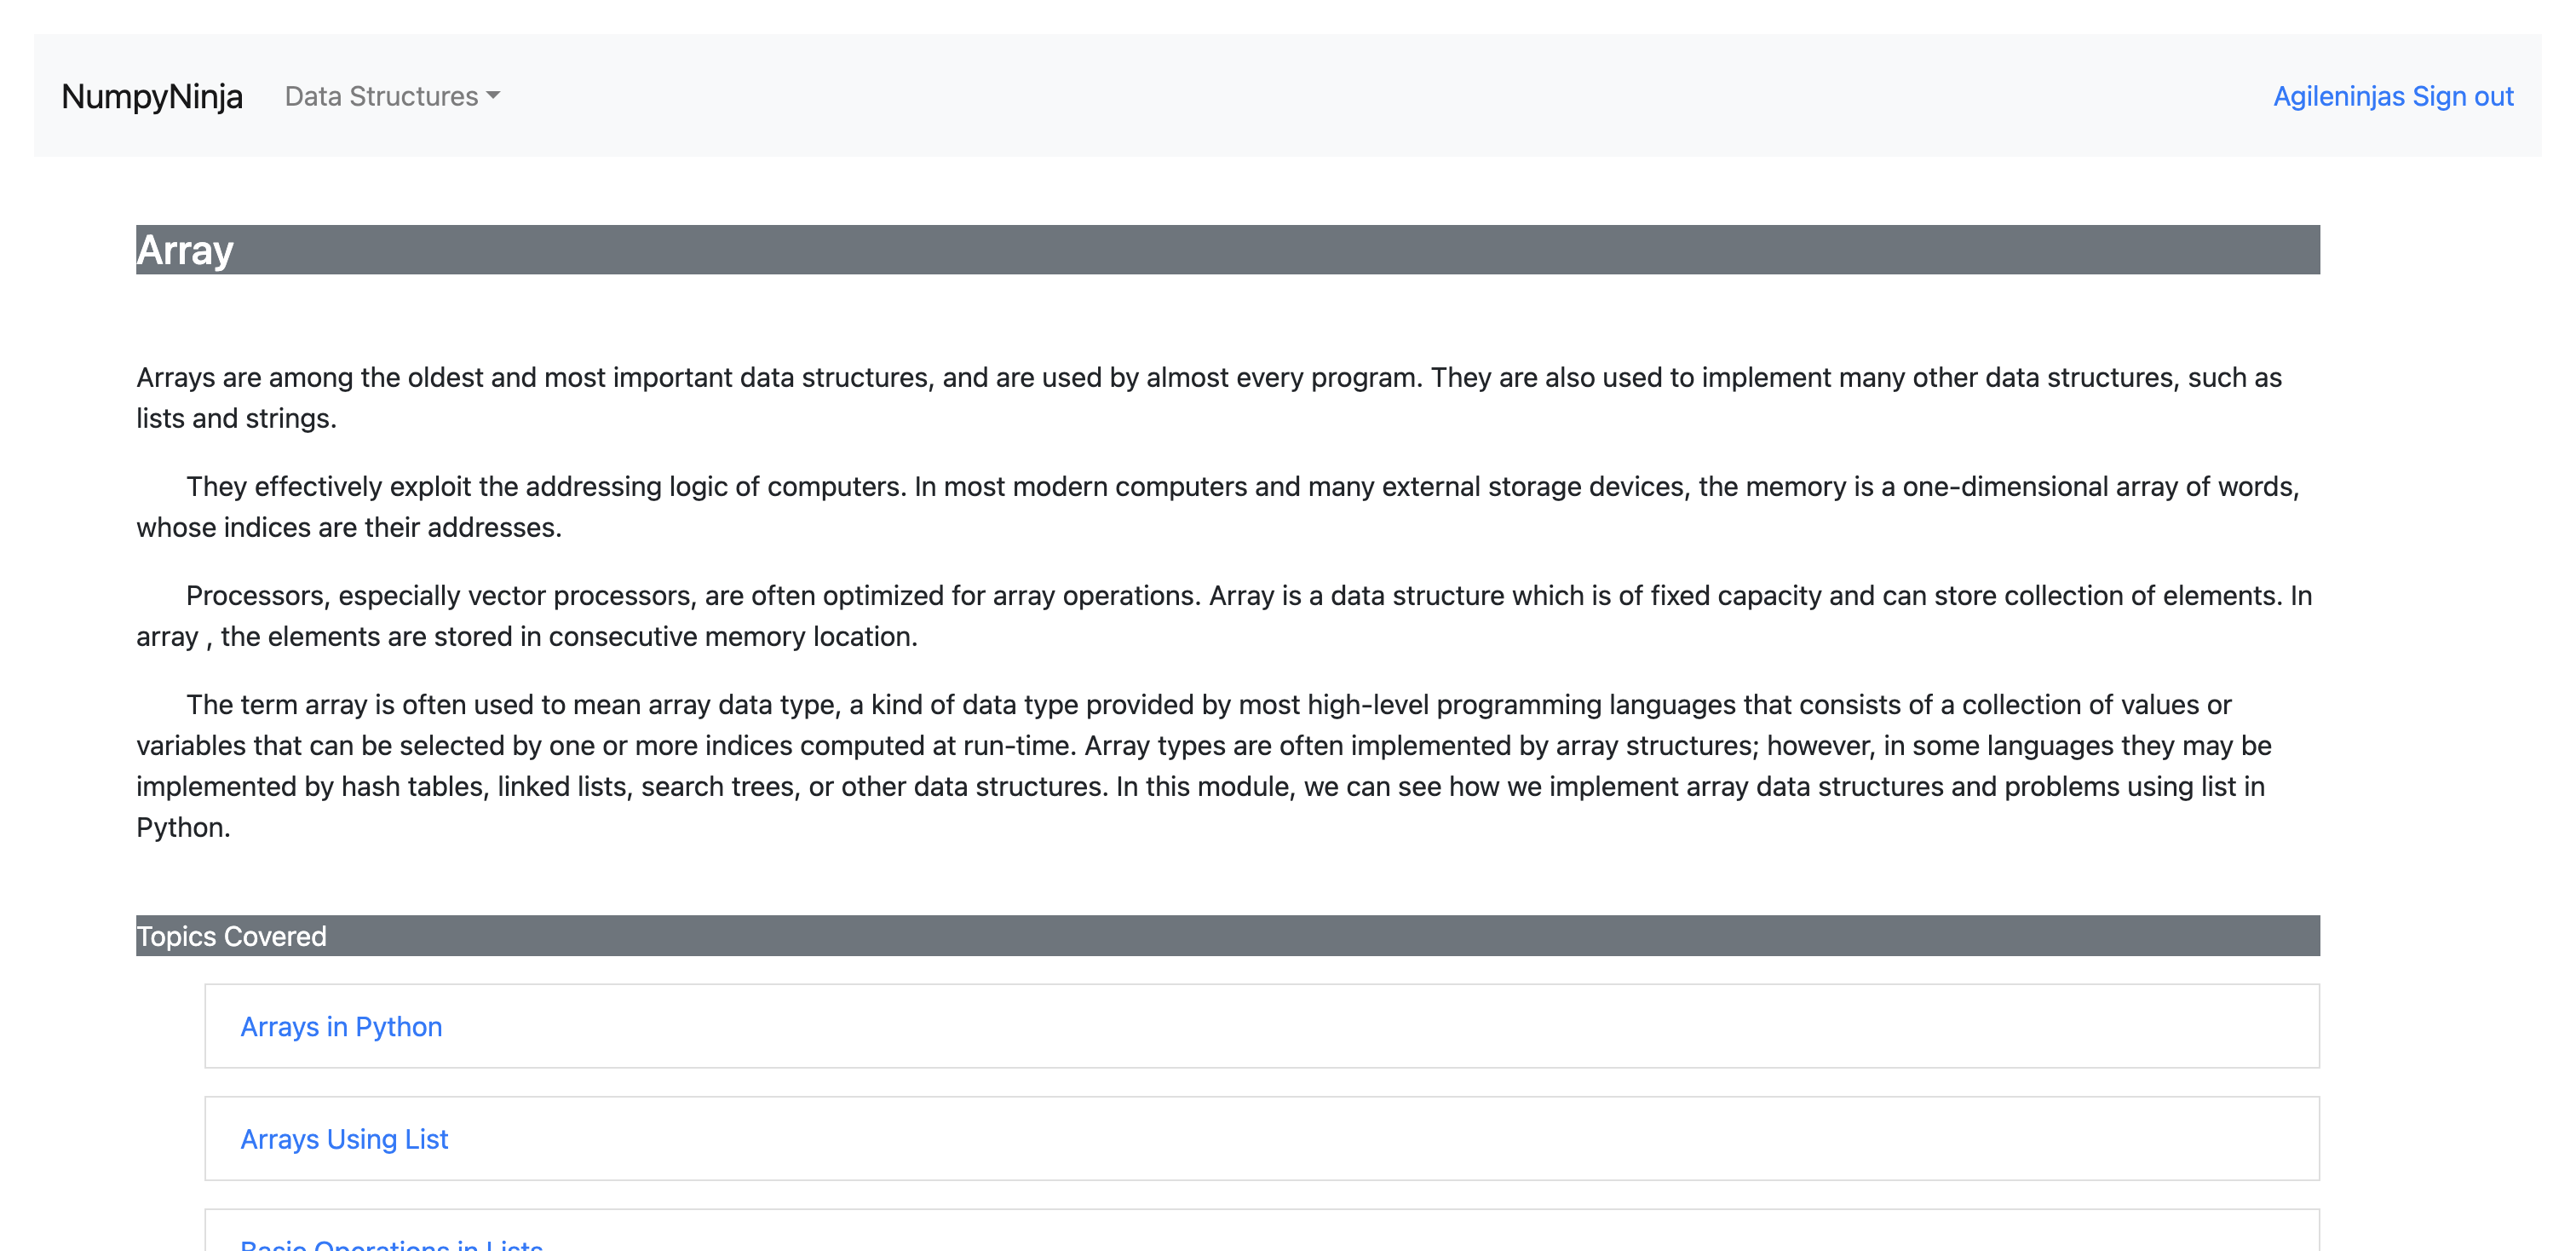 NumpyNinja Data Structures Agileninjas Sign out
Array
Arrays are among the oldest and most important data structures, and are used by almost every program. They are also used to implement many other data structures, such as
lists and strings.
They effectively exploit the addressing logic of computers. In most modern computers and many external storage devices, the memory is a one-dimensional array of words,
whose indices are their addresses.
Processors, especially vector processors, are often optimized for array operations. Array is a data structure which is of fixed capacity and can store collection of elements. In
array , the elements are stored in consecutive memory location.
The term array is often used to mean array data type, a kind of data type provided by most high-level programming languages that consists of a collection of values or
variables that can be selected by one or more indices computed at run-time. Array types are often implemented by array structures; however, in some languages they may be
implemented by hash tables, linked lists, search trees, or other data structures. In this module, we can see how we implement array data structures and problems using list in
Python.
Topics Covered
Arrays in Python
Arrays Using List
Basic Operations in Lists